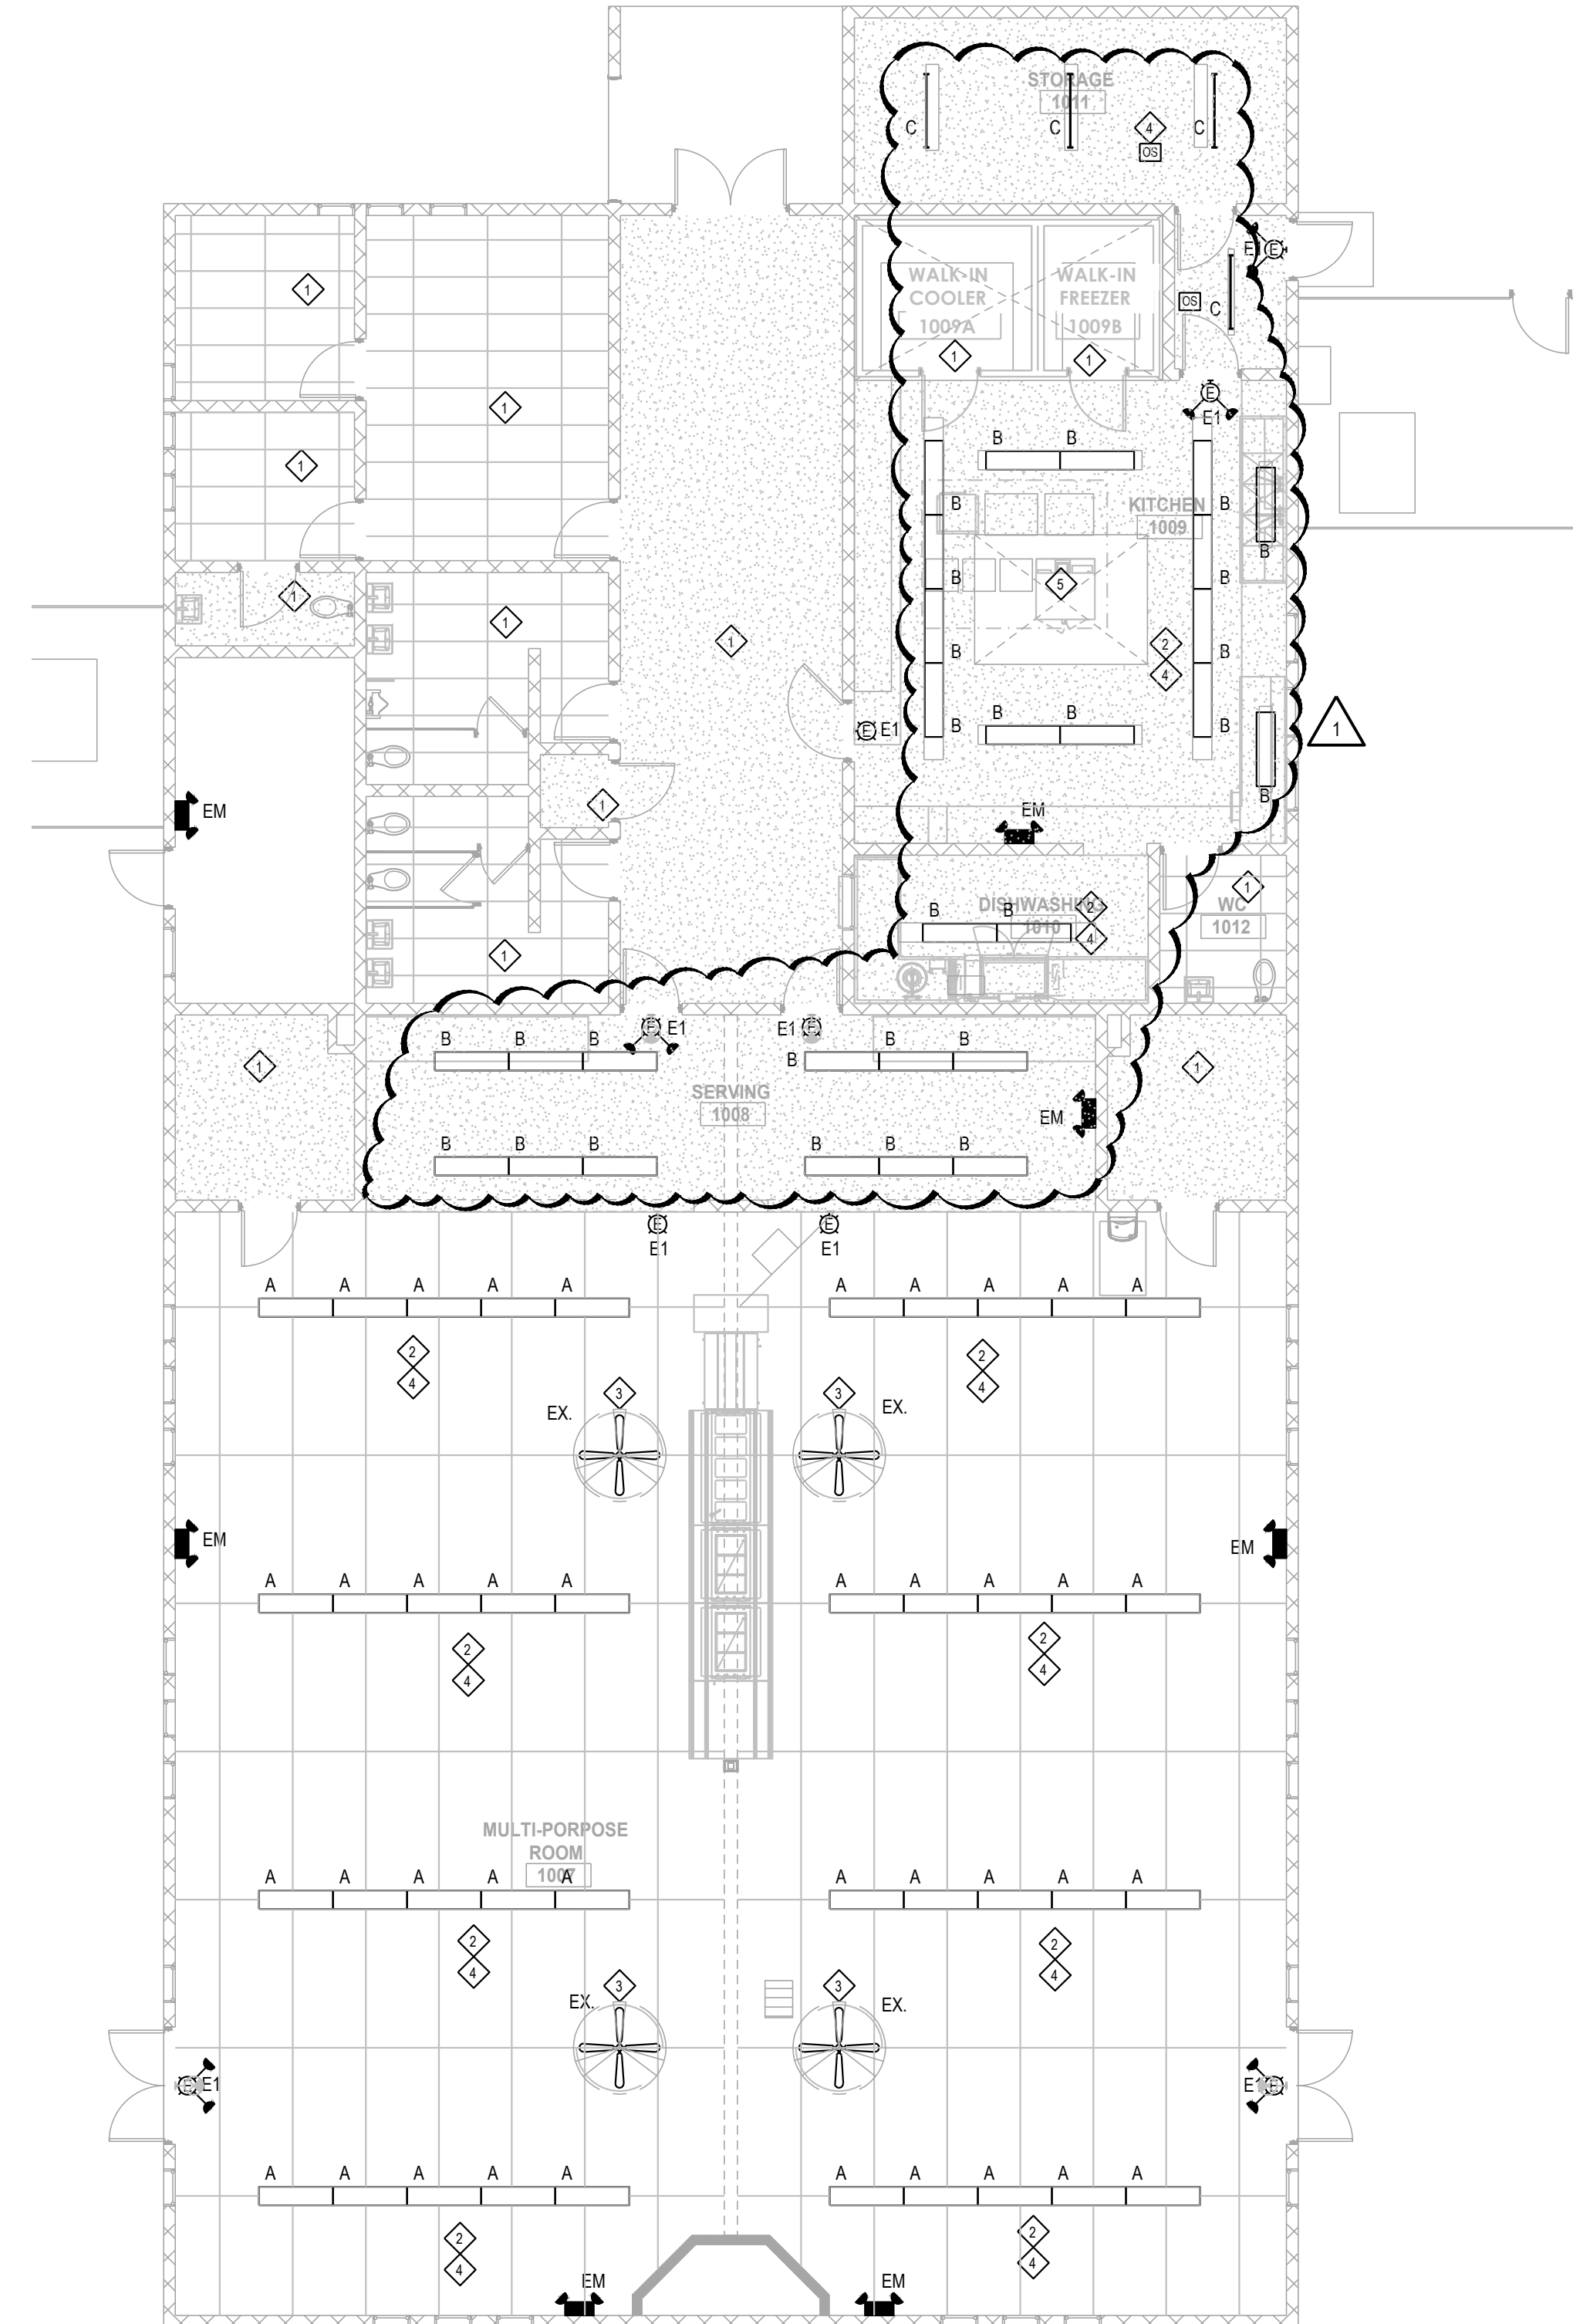 STORAGE
1011
C C 4 C
OS
E1 E
WALK-IN
COOLER
1009A
WALK-IN
FREEZER
1009B
OS C
1
1 1
E
E1
1
B B
1
B KITCHEN B
1009
B
B 5 B
1
1
1
B 2 B
4
B B B B
E E1
1
B
1
EM
EM
1
DISHWASHING
1010
B B 2
4
WC
1012
1
1
E E1 E1 E
B B B B B B
1
1
SERVING
1008
EM
B B B B B B
E E
E1 E1
A A A A A A A A A A
2 2
4 4
3 3
EX. EX.
EM EM
A A A A A A A A A A
2 2
4 4
MULTI-PORPOSE
ROOM
1007
A A A A A A A A A A
2 2
4 4
3 3
EX. EX.
E E1 E1 E
A A A A A A A A A A
2 2
4 4
EM EM